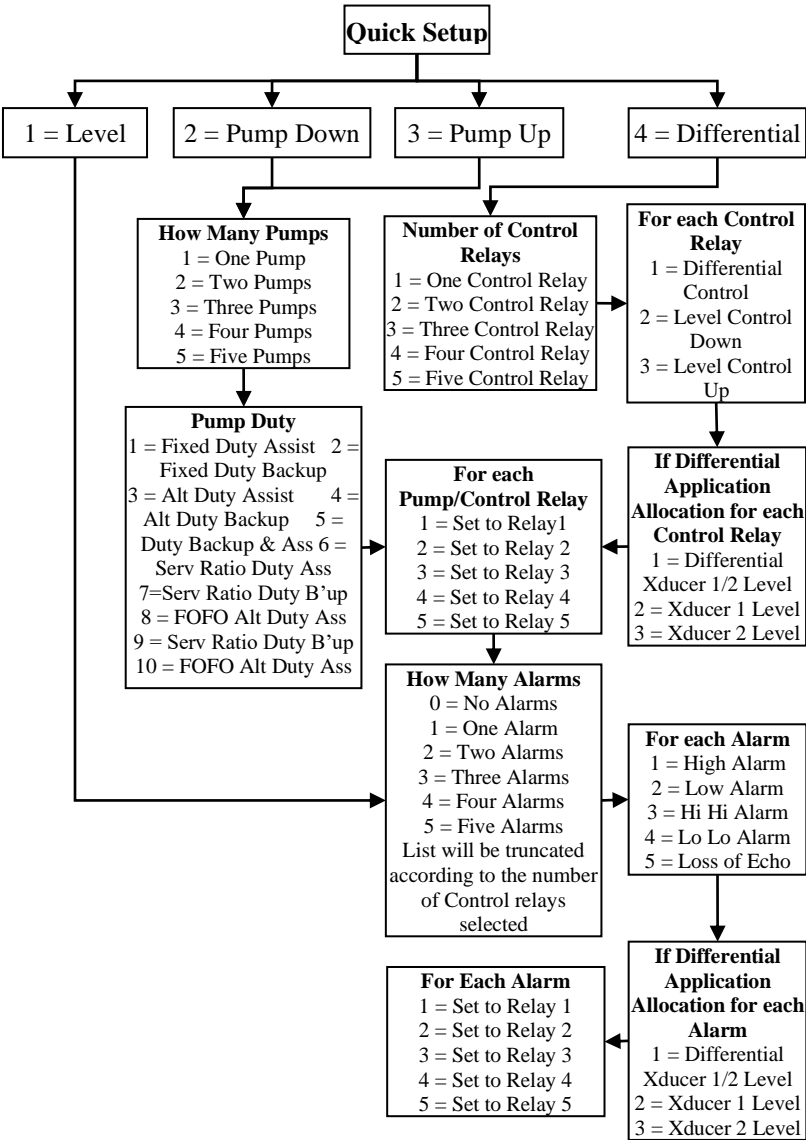 Quick Setup
1 = Level
2 = Pump Down
3 = Pump Up
4 = Differential
How Many Pumps
1 = One Pump
2 = Two Pumps
3 = Three Pumps
4 = Four Pumps
5 = Five Pumps
Number of Control
Relays
1 = One Control Relay
2 = Two Control Relay
3 = Three Control Relay
4 = Four Control Relay
5 = Five Control Relay
For each Control
Relay
1 = Differential
Control
2 = Level Control
Down
3 = Level Control
Up
Pump Duty
1 = Fixed Duty Assist 2 =
Fixed Duty Backup
3 = Alt Duty Assist 4 =
Alt Duty Backup 5 =
Duty Backup & Ass 6 =
Serv Ratio Duty Ass
7=Serv Ratio Duty B’up
8 = FOFO Alt Duty Ass
9 = Serv Ratio Duty B’up
10 = FOFO Alt Duty Ass
For each
Pump/Control Relay
1 = Set to Relay1
2 = Set to Relay 2
3 = Set to Relay 3
4 = Set to Relay 4
5 = Set to Relay 5
If Differential
Application
Allocation for each
Control Relay
1 = Differential
Xducer 1/2 Level
2 = Xducer 1 Level
3 = Xducer 2 Level
How Many Alarms
0 = No Alarms
1 = One Alarm
2 = Two Alarms
3 = Three Alarms
4 = Four Alarms
5 = Five Alarms
List will be truncated
according to the number
of Control relays
selected
For each Alarm
1 = High Alarm
2 = Low Alarm
3 = Hi Hi Alarm
4 = Lo Lo Alarm
5 = Loss of Echo
If Differential
Application
Allocation for each
Alarm
1 = Differential
Xducer 1/2 Level
2 = Xducer 1 Level
3 = Xducer 2 Level
For Each Alarm
1 = Set to Relay 1
2 = Set to Relay 2
3 = Set to Relay 3
4 = Set to Relay 4
5 = Set to Relay 5